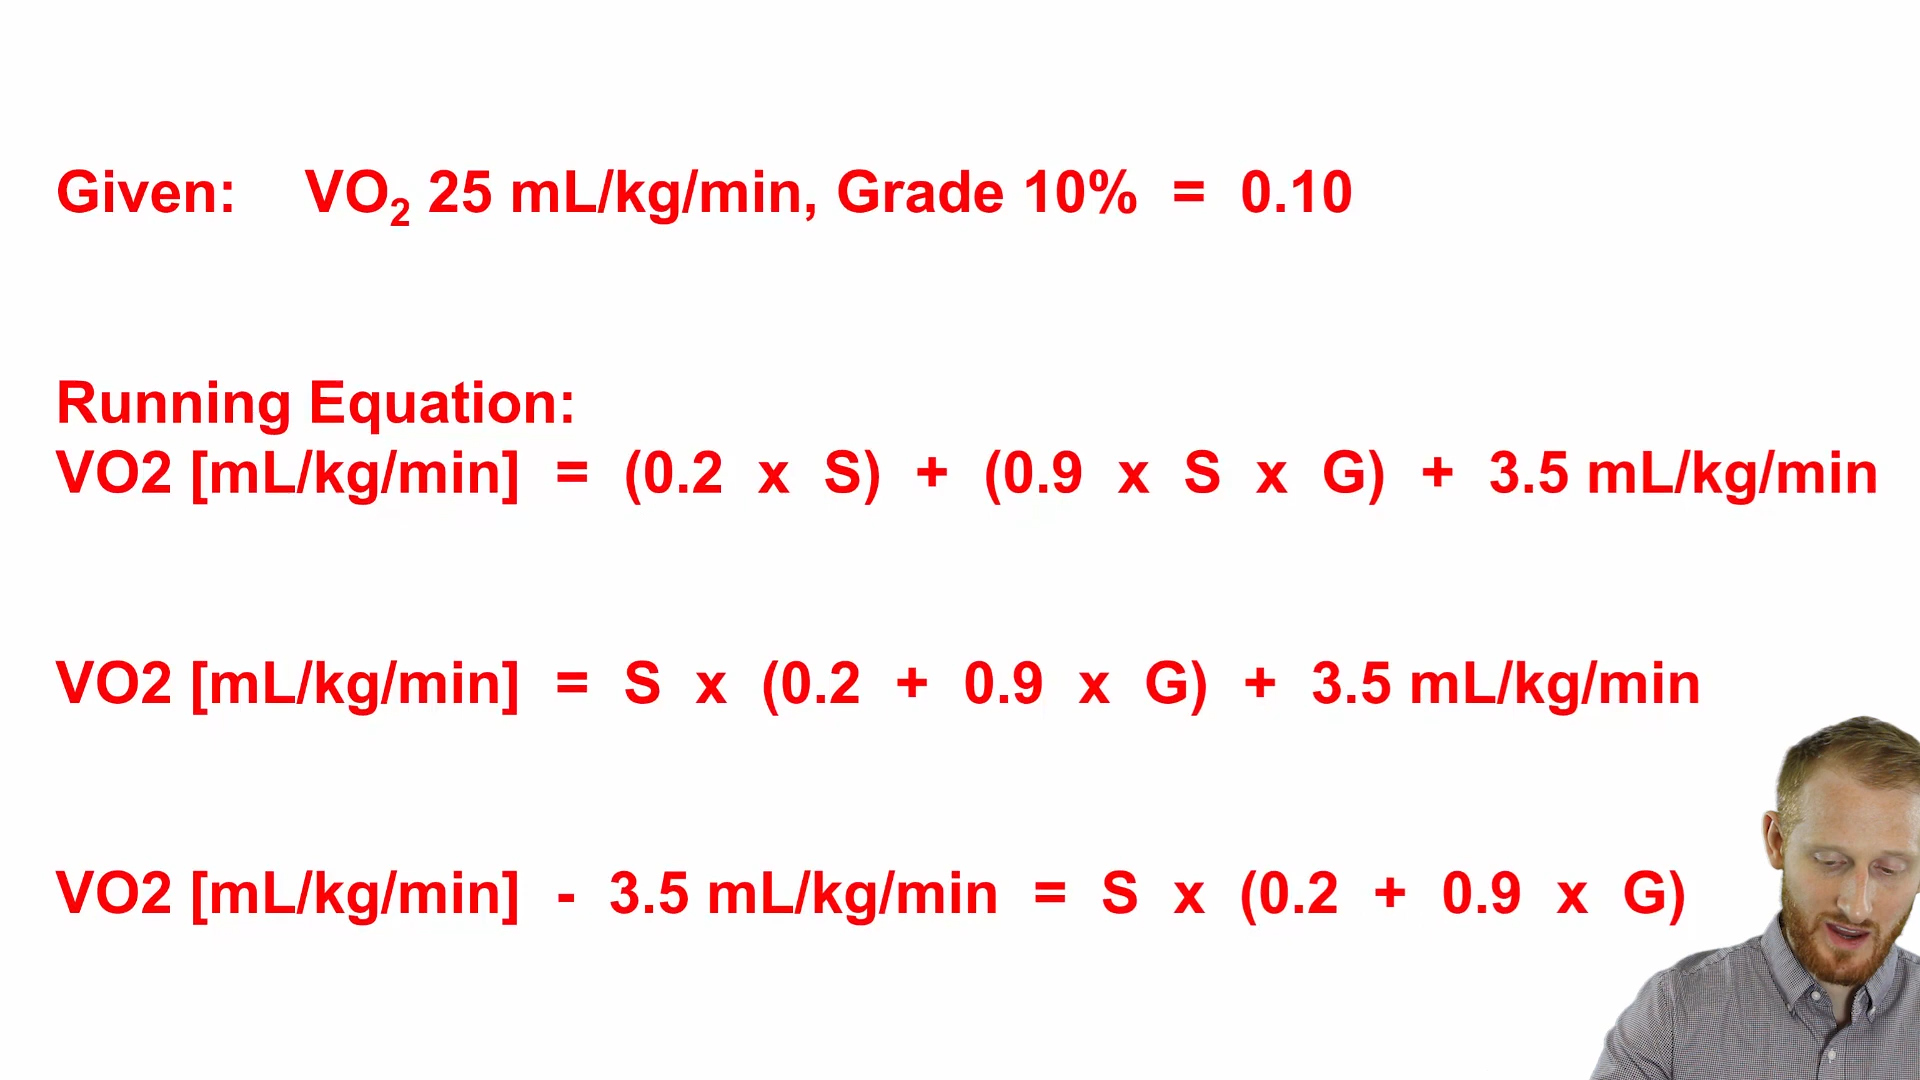 Given: VO₂ 25 mL/kg/min, Grade 10% = 0.10
Running Equation:
VO2 [mL/kg/min] = (0.2 x S) + (0.9 x S x G) + 3.5 mL/kg/min
VO2 [mL/kg/min] = S x (0.2 + 0.9 x G) + 3.5 mL/kg/min
VO2 [mL/kg/min] - 3.5 mL/kg/min = S x (0.2 + 0.9 x G)